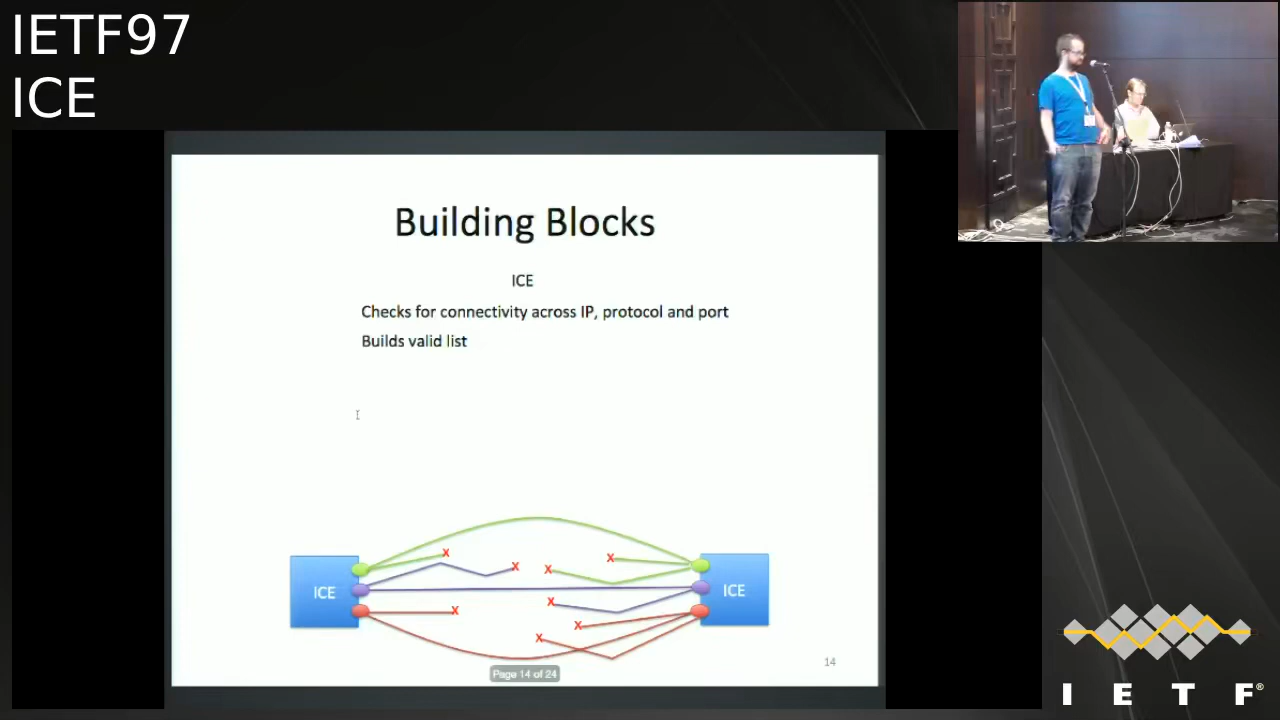 IETF97
ICE
Building Blocks
ICE
Checks for connectivity across IP, protocol and port
Builds valid list
x
x
x
x
x
x
x
x
ICE
ICE
14
Page 14 of 24
I E T F®